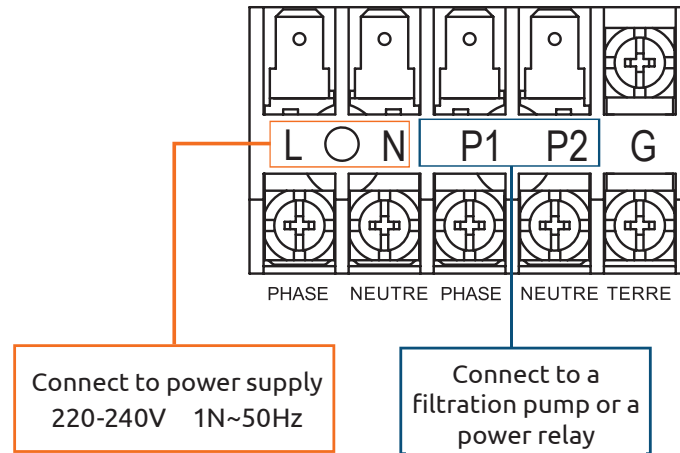 L N P1 P2 G
PHASE NEUTRE PHASE NEUTRE TERRE
Connect to power supply
220-240V 1N~50Hz
Connect to a
filtration pump or a
power relay